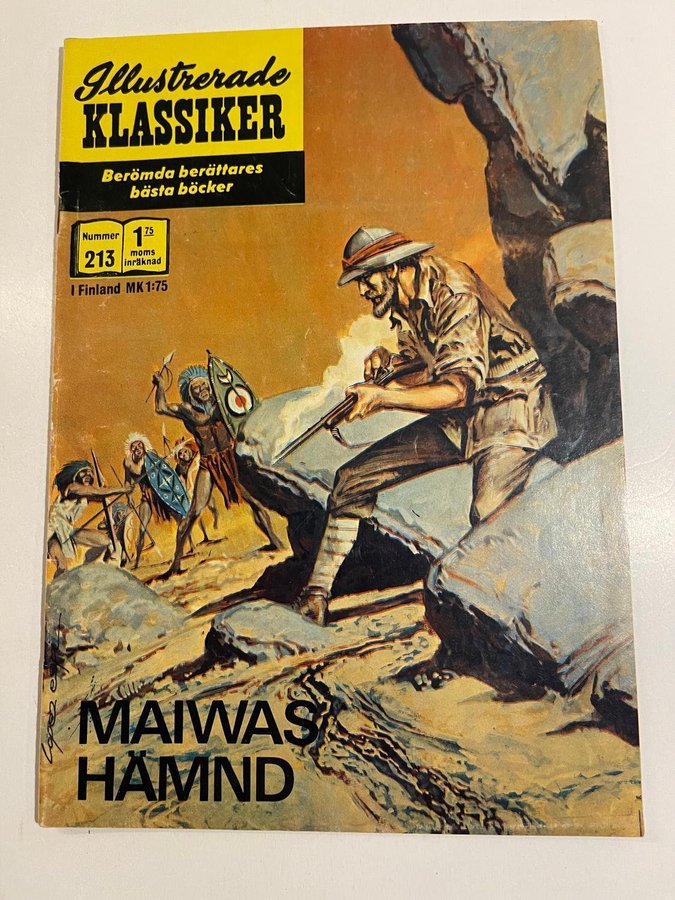 Illustrerade
KLASSIKER
Berömda berättares
bästa böcker
Nummer
213
1 75
moms
inräknad
I Finland MK 1:75
MAIWAS
HÄMND